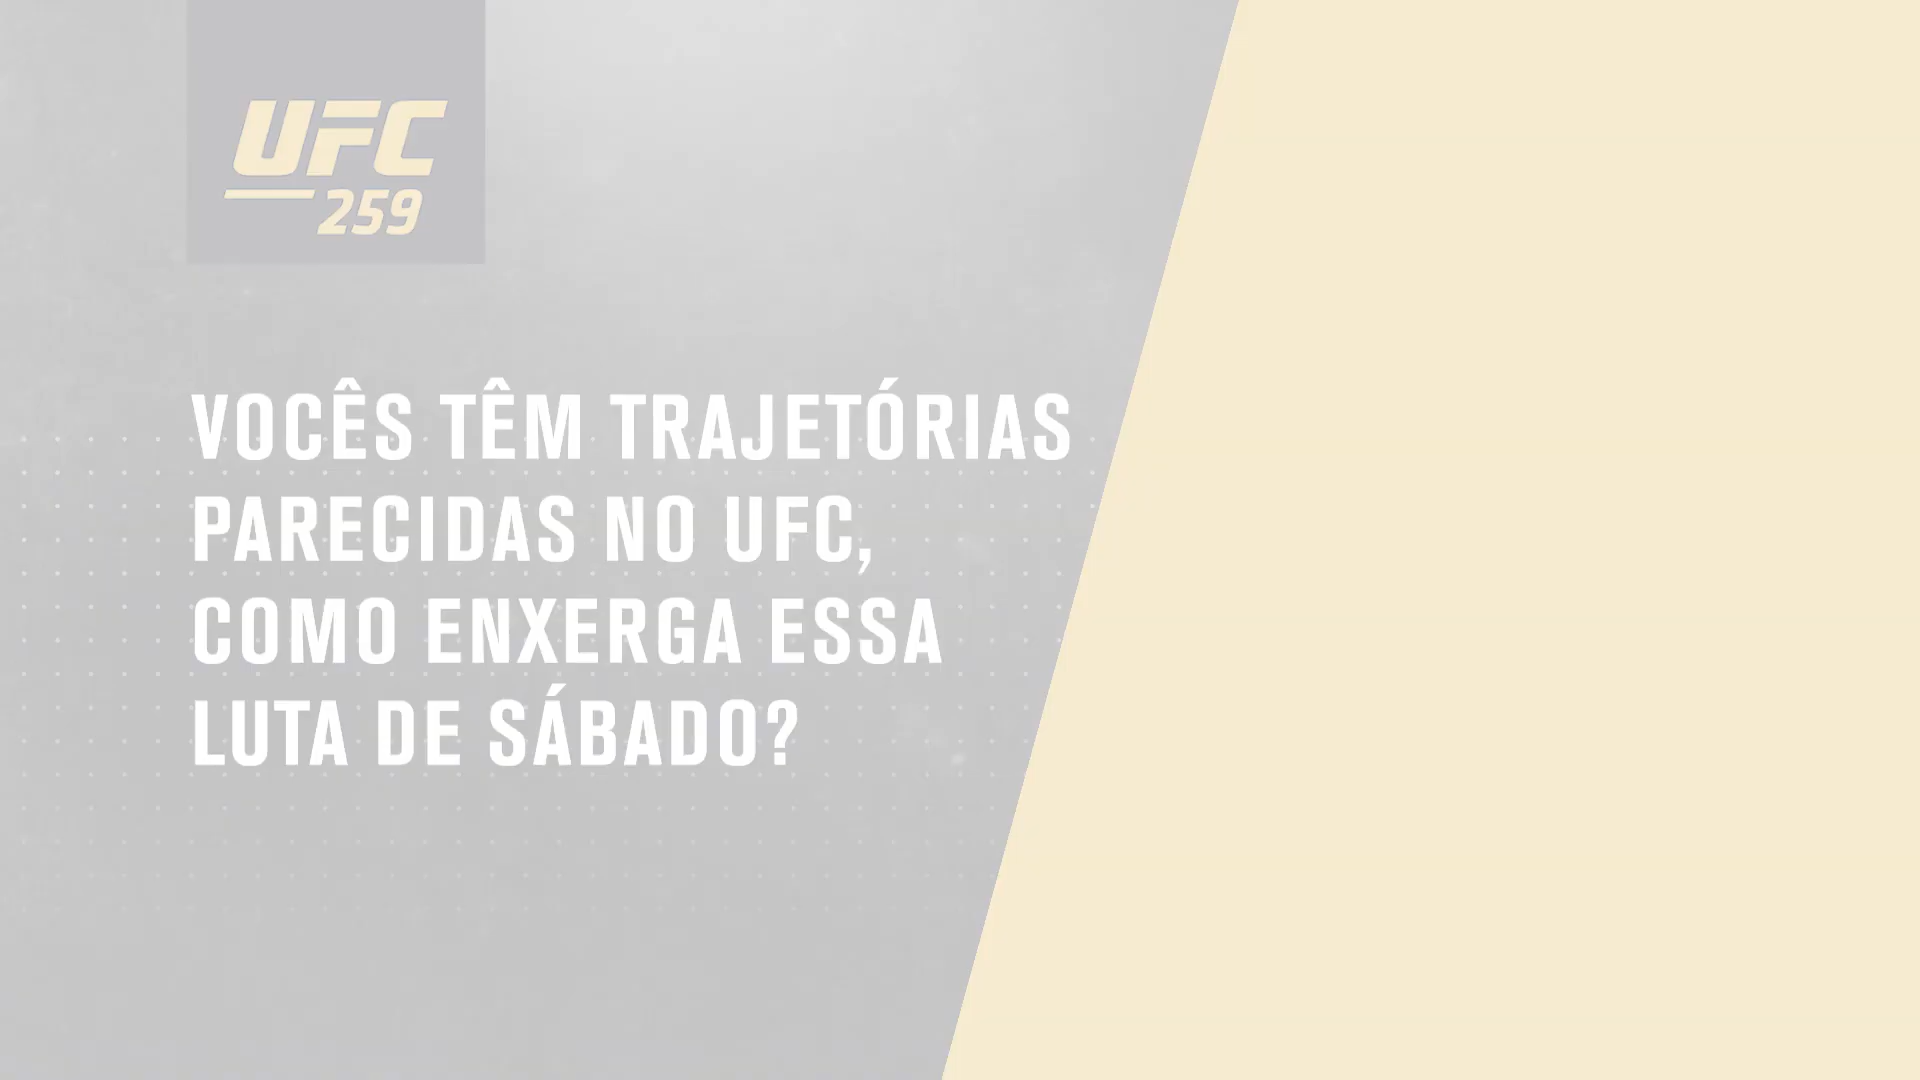 UFC
259
VOCÊS TÊM TRAJETÓRIAS
PARECIDAS NO UFC,
COMO ENXERGA ESSA
LUTA DE SÁBADO?